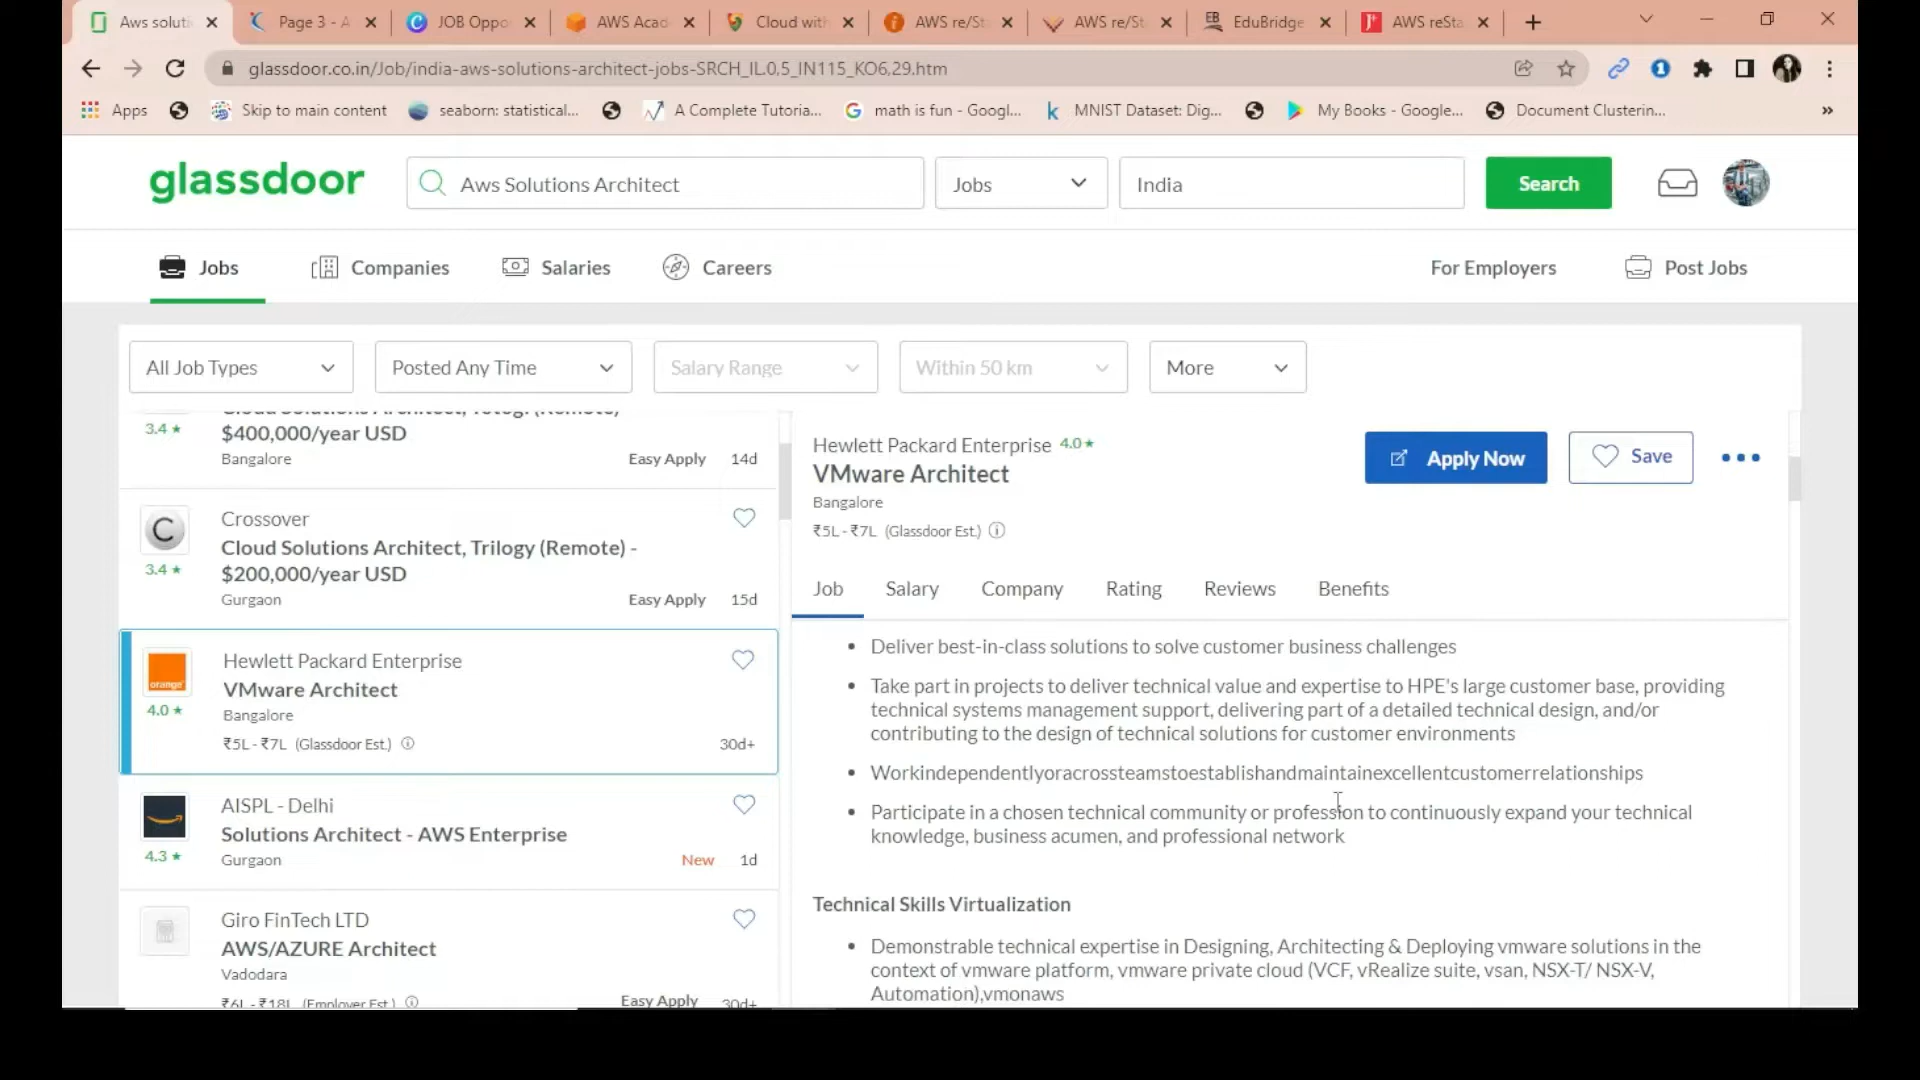 Aws soluti
Page 3 - A
JOB Oppo
AWS Acad
Cloud with
AWS re/St
AWS re/St
EduBridge
AWS reSta
glassdoor.co.in/Job/india-aws-solutions-architect-jobs-SRCH_IL.0,5_IN115_KO6,29.htm
Apps
Skip to main content
seaborn: statistical...
A Complete Tutoria...
math is fun - Googl...
MNIST Dataset: Dig...
My Books - Google...
Document Clusterin...
»
glassdoor
Aws Solutions Architect
Jobs
India
Search
Jobs
Companies
Salaries
Careers
For Employers
Post Jobs
All Job Types
Posted Any Time
Salary Range
Within 50 km
More
Cloud Solutions Architect, Totogi (Remote)
3.4 ★
$400,000/year USD
Bangalore
Easy Apply
14d
Crossover
Cloud Solutions Architect, Trilogy (Remote) -
3.4 ★
$200,000/year USD
Gurgaon
Easy Apply
15d
orange
Hewlett Packard Enterprise
VMware Architect
4.0 ★
Bangalore
₹5L - ₹7L (Glassdoor Est.)
30d+
AISPL - Delhi
Solutions Architect - AWS Enterprise
4.3 ★
Gurgaon
New
1d
Giro FinTech LTD
AWS/AZURE Architect
Vadodara
₹6L - ₹18L (Employer Est.)
Easy Apply
30d+
Hewlett Packard Enterprise 4.0 ★
VMware Architect
Bangalore
₹5L - ₹7L (Glassdoor Est.)
Apply Now
Save
Job
Salary
Company
Rating
Reviews
Benefits
• Deliver best-in-class solutions to solve customer business challenges
• Take part in projects to deliver technical value and expertise to HPE's large customer base, providing
technical systems management support, delivering part of a detailed technical design, and/or
contributing to the design of technical solutions for customer environments
• Workindependentlyoracrossteamstoestablishandmaintainexcellentcustomerrelationships
• Participate in a chosen technical community or profession to continuously expand your technical
knowledge, business acumen, and professional network
Technical Skills Virtualization
• Demonstrable technical expertise in Designing, Architecting & Deploying vmware solutions in the
context of vmware platform, vmware private cloud (VCF, vRealize suite, vsan, NSX-T/ NSX-V,
Automation),vmonaws